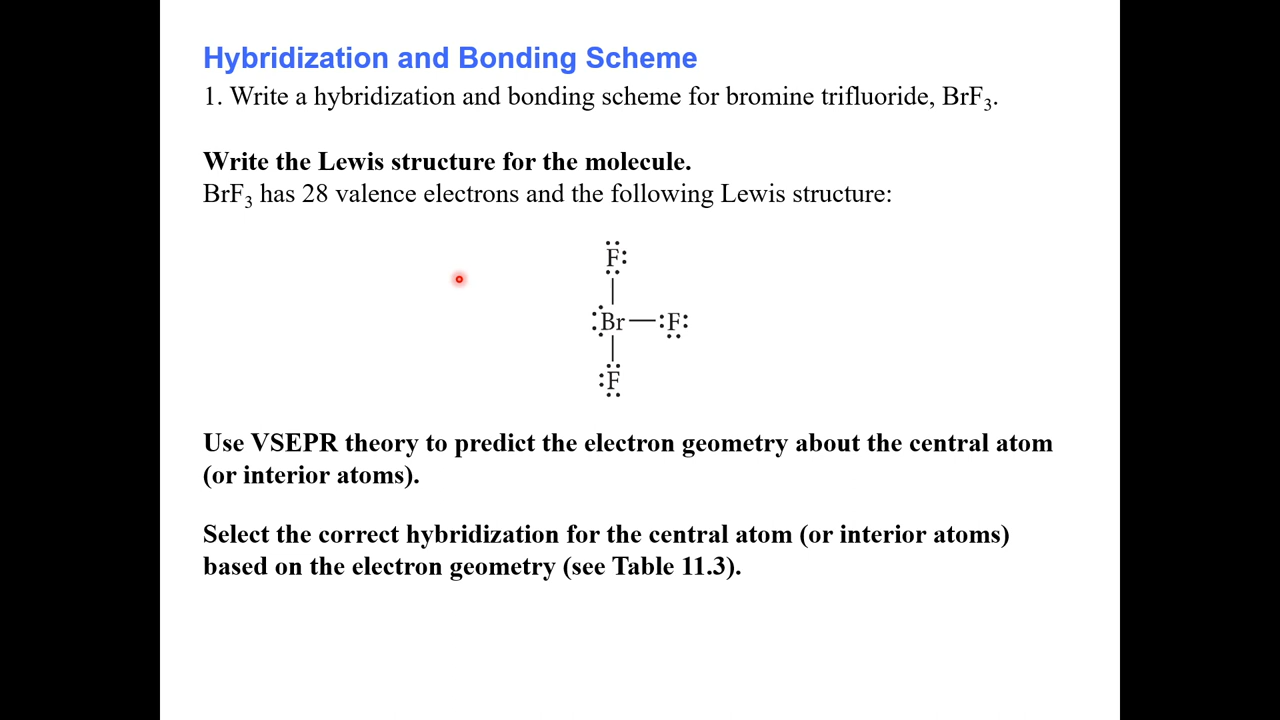 Hybridization and Bonding Scheme
1. Write a hybridization and bonding scheme for bromine trifluoride, BrF₃.
Write the Lewis structure for the molecule.
BrF₃ has 28 valence electrons and the following Lewis structure:
F
Br—F
F
Use VSEPR theory to predict the electron geometry about the central atom
(or interior atoms).
Select the correct hybridization for the central atom (or interior atoms)
based on the electron geometry (see Table 11.3).